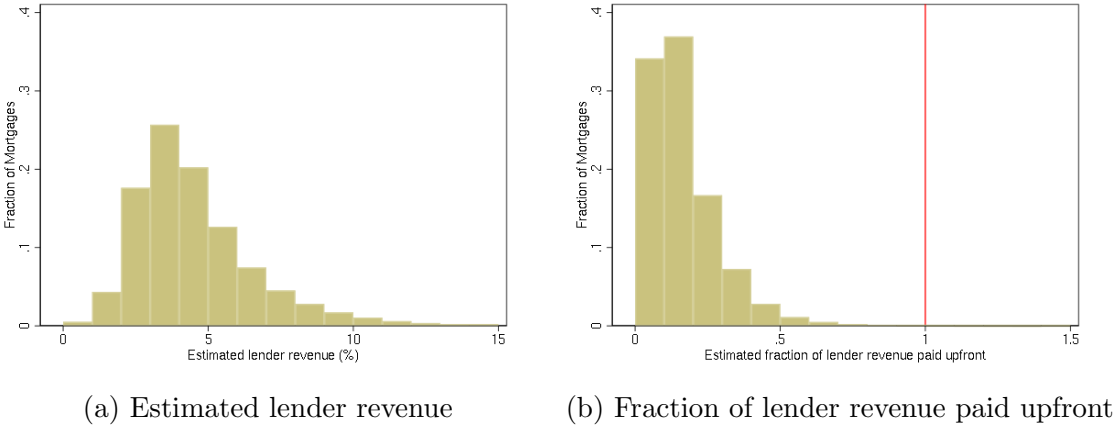 .4
.3
.2
.1
0
Fraction of Mortgages
0 5 10 15
Estimated lender revenue (%)
(a) Estimated lender revenue
.4
.3
.2
.1
0
Fraction of Mortgages
0 .5 1 1.5
Estimated fraction of lender revenue paid upfront
(b) Fraction of lender revenue paid upfront